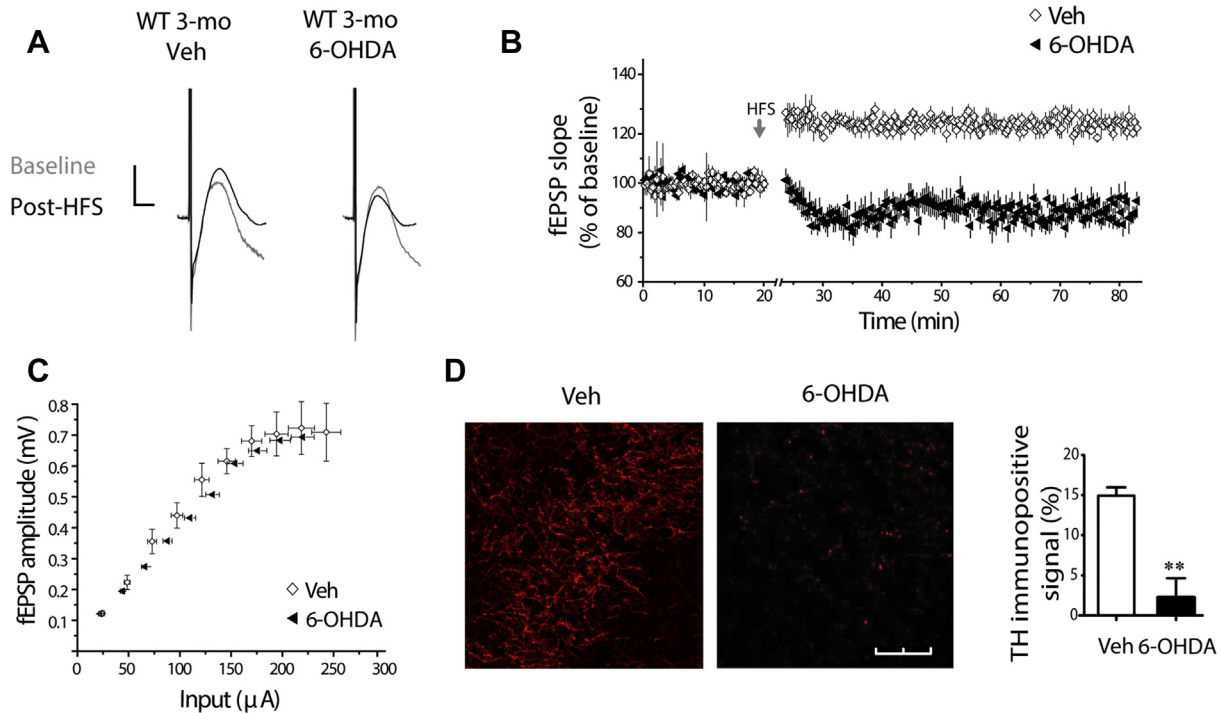 A
WT 3-mo
Veh
WT 3-mo
6-OHDA
Baseline
Post-HFS
B
Veh
6-OHDA
fEPSP slope
(% of baseline)
140
120
100
80
60
HFS
0
10
20
30
40
50
60
70
80
Time (min)
C
fEPSP amplitude (mV)
0.8
0.7
0.6
0.5
0.4
0.3
0.2
0.1
Veh
6-OHDA
0
50
100
150
200
250
300
Input (μA)
D
Veh
6-OHDA
TH immunopositive
signal (%)
20
15
10
5
0
**
Veh
6-OHDA